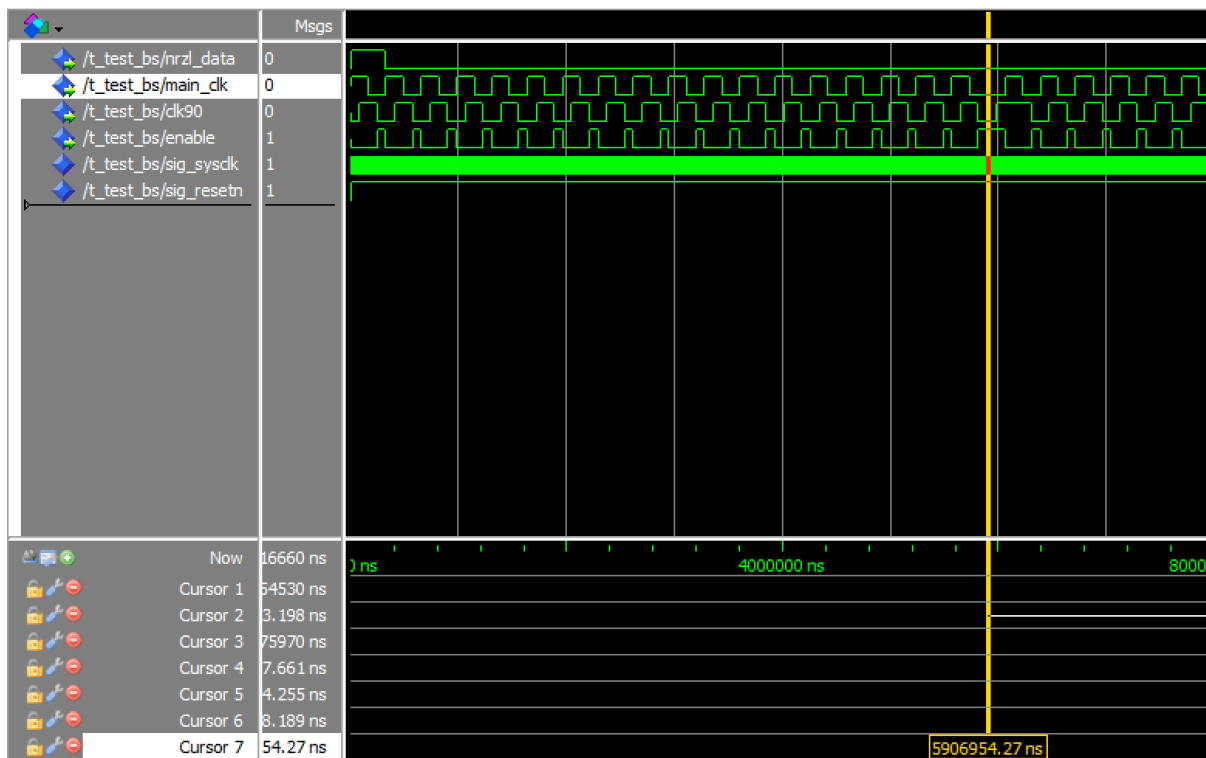 Msgs
/t_test_bs/nrzl_data 0
/t_test_bs/main_clk 0
/t_test_bs/clk90 0
/t_test_bs/enable 1
/t_test_bs/sig_sysclk 1
/t_test_bs/sig_resetn 1
Now 16660 ns
ns 4000000 ns 8000
Cursor 1 54530 ns
Cursor 2 3.198 ns
Cursor 3 75970 ns
Cursor 4 7.661 ns
Cursor 5 4.255 ns
Cursor 6 8.189 ns
Cursor 7 54.27 ns 5906954.27 ns